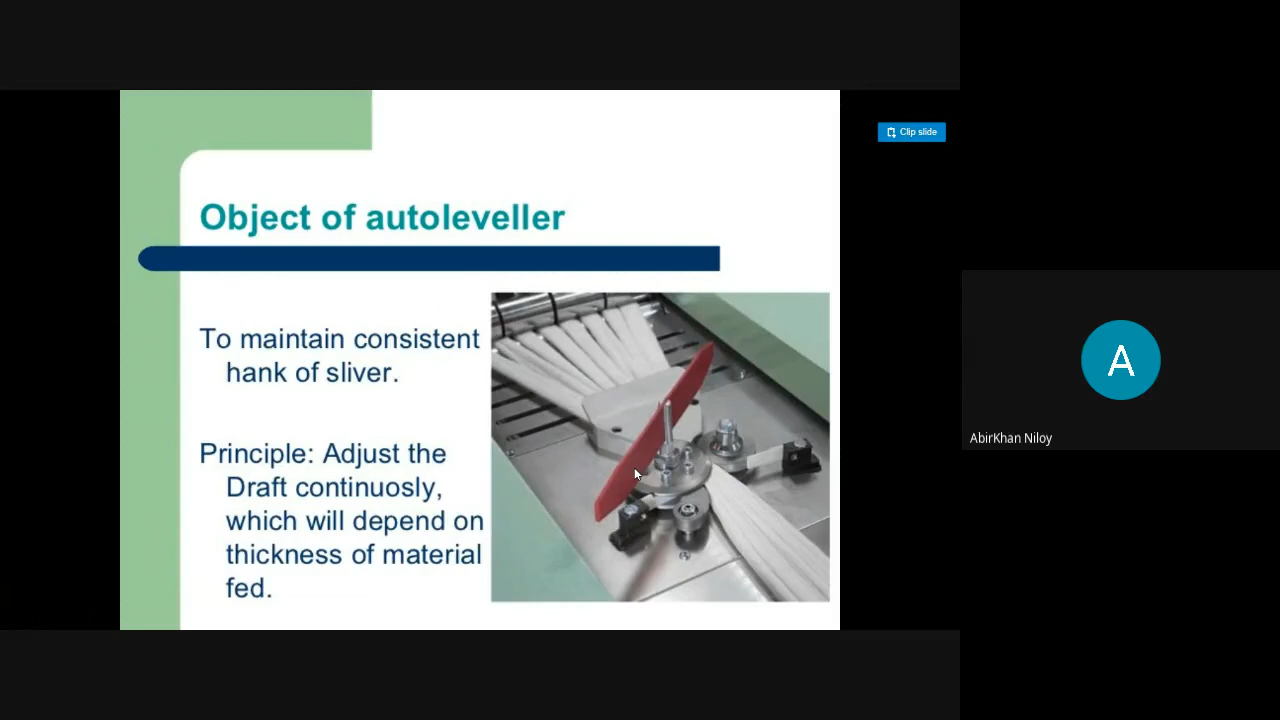 Clip slide
Object of autoleveller
To maintain consistent
hank of sliver.
Principle: Adjust the
Draft continuosly,
which will depend on
thickness of material
fed.
A
AbirKhan Niloy